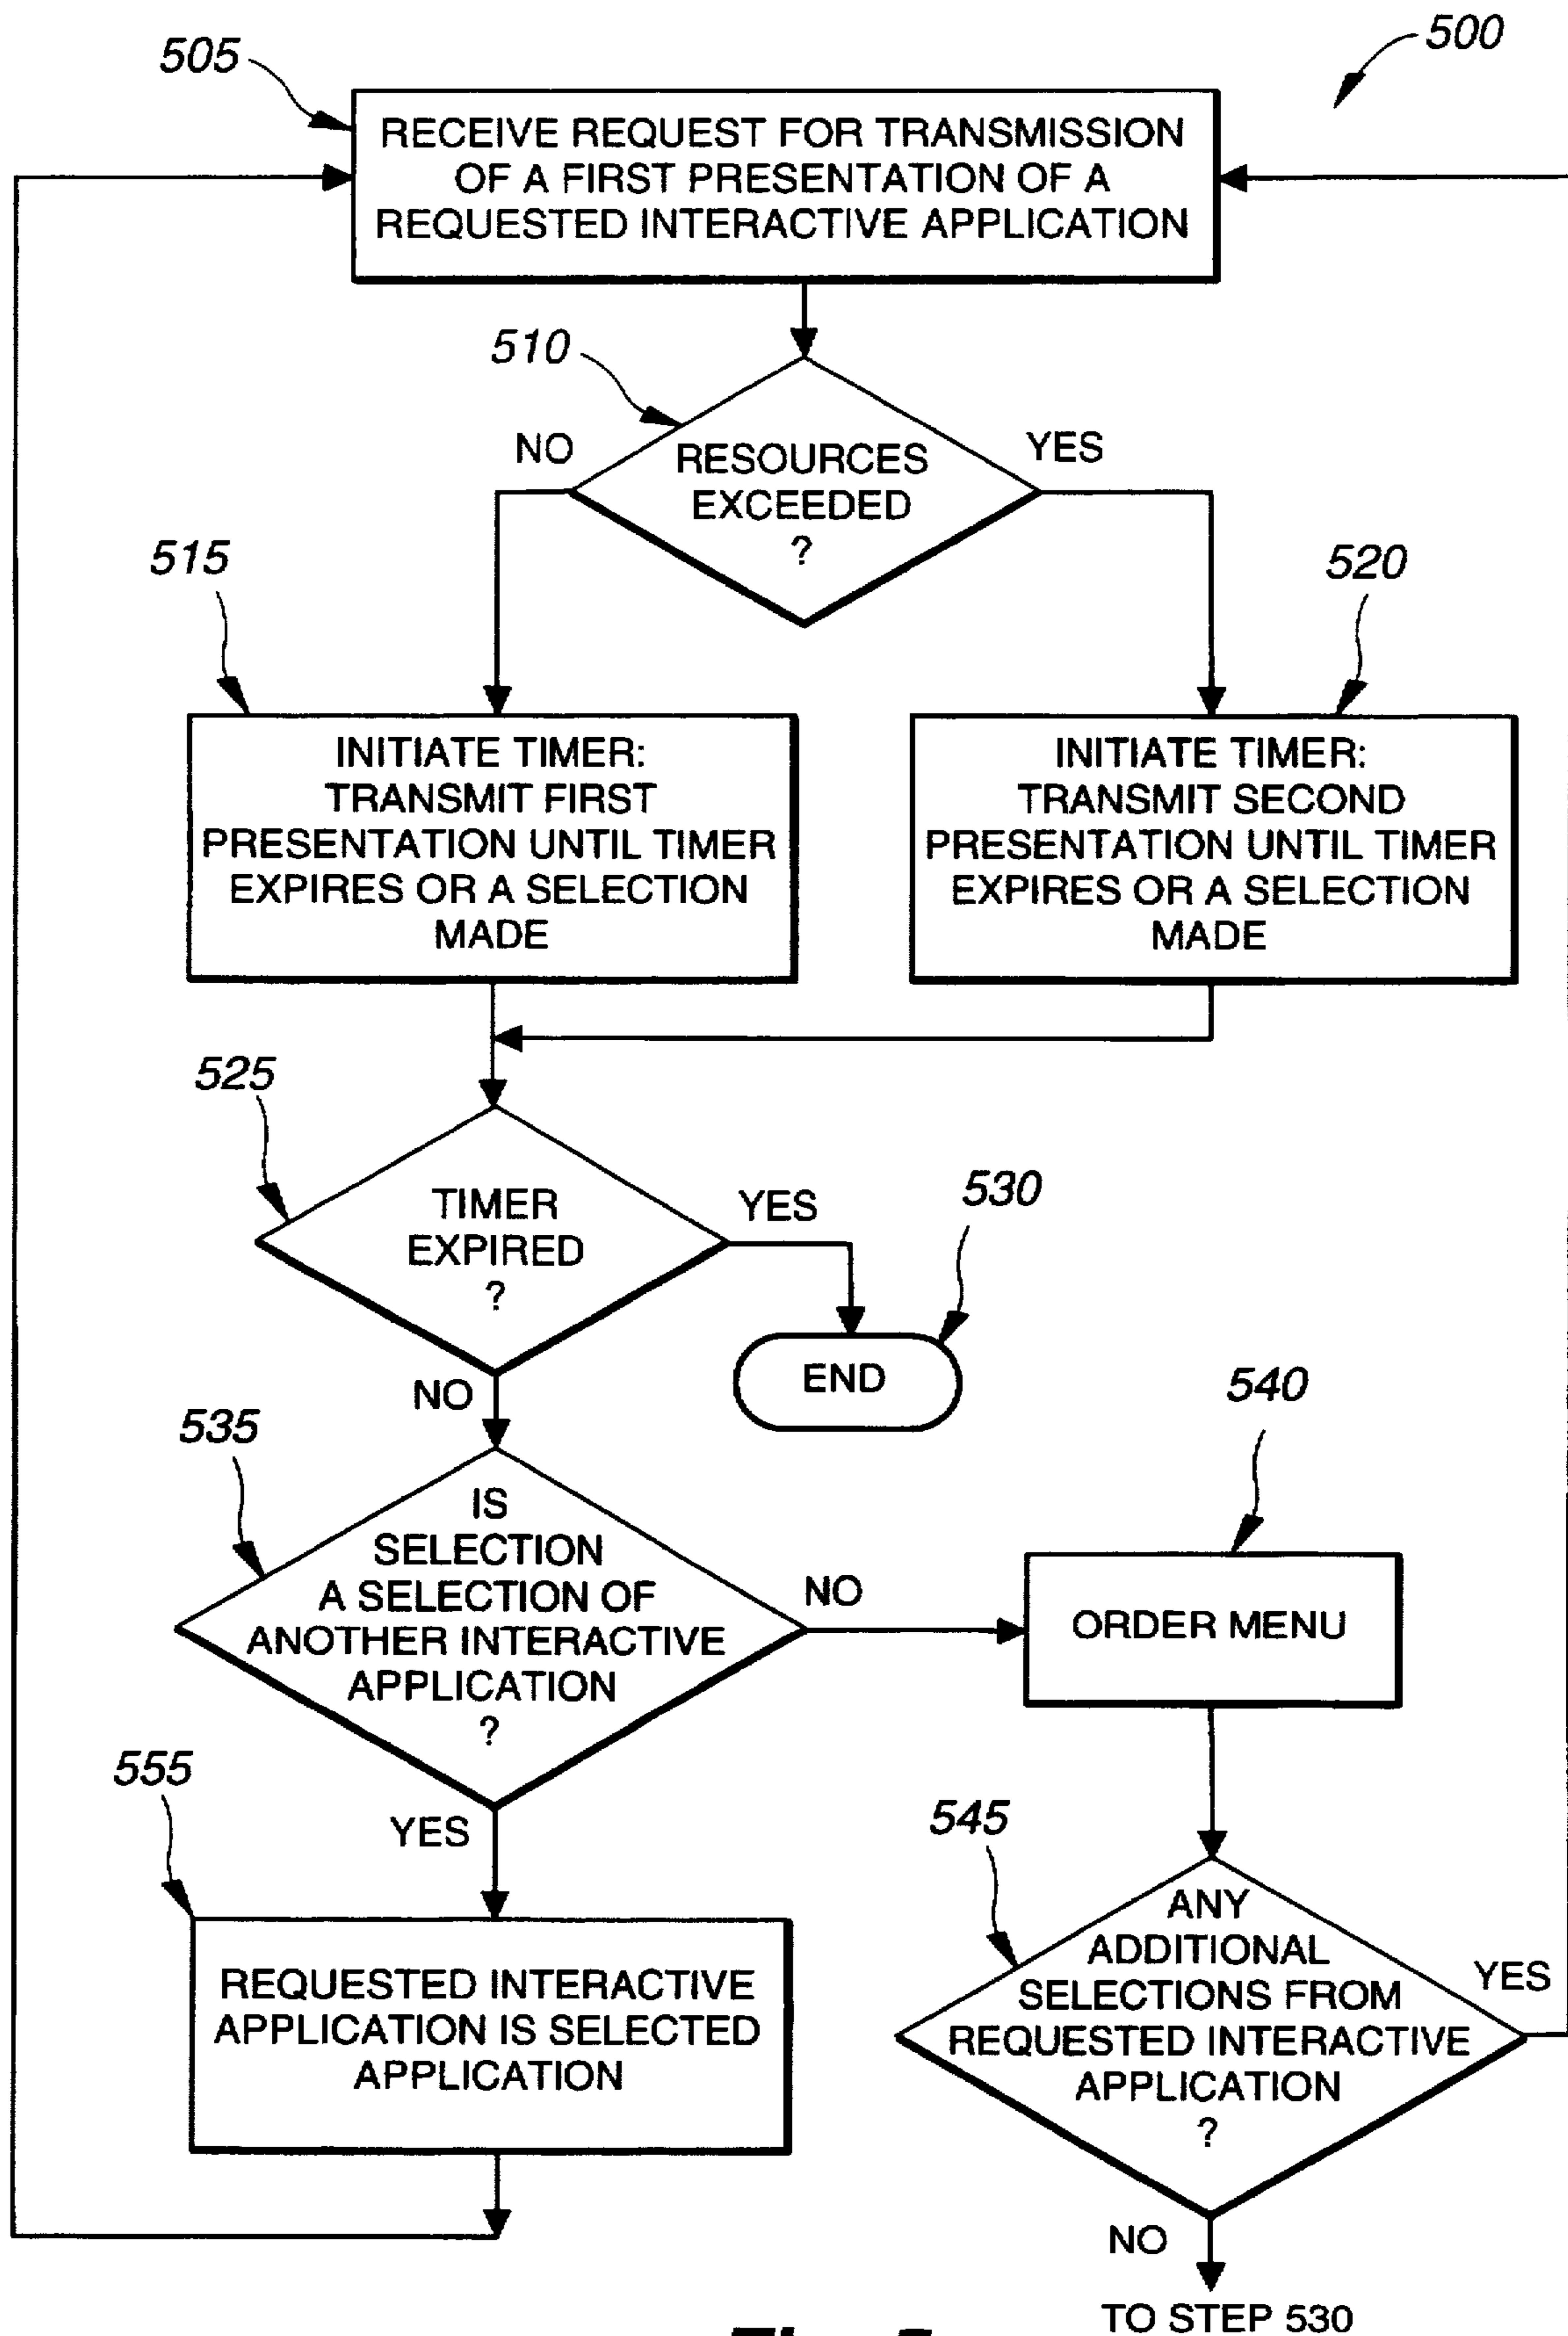 500
505
RECEIVE REQUEST FOR TRANSMISSION
OF A FIRST PRESENTATION OF A
REQUESTED INTERACTIVE APPLICATION
510
NO
YES
RESOURCES
EXCEEDED
?
515
520
INITIATE TIMER:
TRANSMIT FIRST
PRESENTATION UNTIL TIMER
EXPIRES OR A SELECTION
MADE
INITIATE TIMER:
TRANSMIT SECOND
PRESENTATION UNTIL TIMER
EXPIRES OR A SELECTION
MADE
525
TIMER
EXPIRED
?
YES
530
END
NO
535
IS
SELECTION
A SELECTION OF
ANOTHER INTERACTIVE
APPLICATION
?
NO
540
ORDER MENU
YES
555
REQUESTED INTERACTIVE
APPLICATION IS SELECTED
APPLICATION
545
ANY
ADDITIONAL
SELECTIONS FROM
REQUESTED INTERACTIVE
APPLICATION
?
YES
NO
TO STEP 530